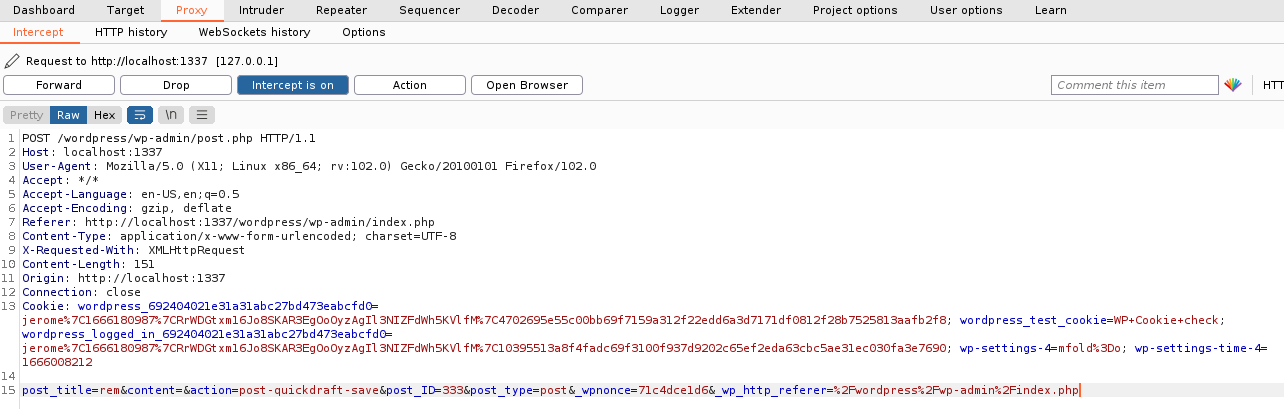 Dashboard Target Proxy Intruder Repeater Sequencer Decoder Comparer Logger Extender Project options User options Learn
Intercept HTTP history WebSockets history Options
Request to http://localhost:1337 [127.0.0.1]
Forward Drop Intercept is on Action Open Browser Comment this item HTT
Pretty Raw Hex \n
1 POST /wordpress/wp-admin/post.php HTTP/1.1
2 Host: localhost:1337
3 User-Agent: Mozilla/5.0 (X11; Linux x86_64; rv:102.0) Gecko/20100101 Firefox/102.0
4 Accept: */*
5 Accept-Language: en-US,en;q=0.5
6 Accept-Encoding: gzip, deflate
7 Referer: http://localhost:1337/wordpress/wp-admin/index.php
8 Content-Type: application/x-www-form-urlencoded; charset=UTF-8
9 X-Requested-With: XMLHttpRequest
10 Content-Length: 151
11 Origin: http://localhost:1337
12 Connection: close
13 Cookie: wordpress_692404021e31a31abc27bd473eabcfd0=
jerome%7C1666180987%7CRrWDGtxm16Jo8SKAR3EgOoOyzAgIl3NIZFdWh5KVlfM%7C4702695e55c00bb69f7159a312f22edd6a3d7171df0812f28b7525813aafb2f8; wordpress_test_cookie=WP+Cookie+check;
wordpress_logged_in_692404021e31a31abc27bd473eabcfd0=
jerome%7C1666180987%7CRrWDGtxm16Jo8SKAR3EgOoOyzAgIl3NIZFdWh5KVlfM%7C10395513a8f4ffadc69f3100f937d9202c65ef2eda63cbc5ae31ec030fa3e7690; wp-settings-4=mfold%3Do; wp-settings-time-4=
1666008212
14
15 post_title=rem&content=&action=post-quickdraft-save&post_ID=333&post_type=post&_wpnonce=71c4dce1d6&_wp_http_referer=%2Fwordpress%2Fwp-admin%2Findex.php